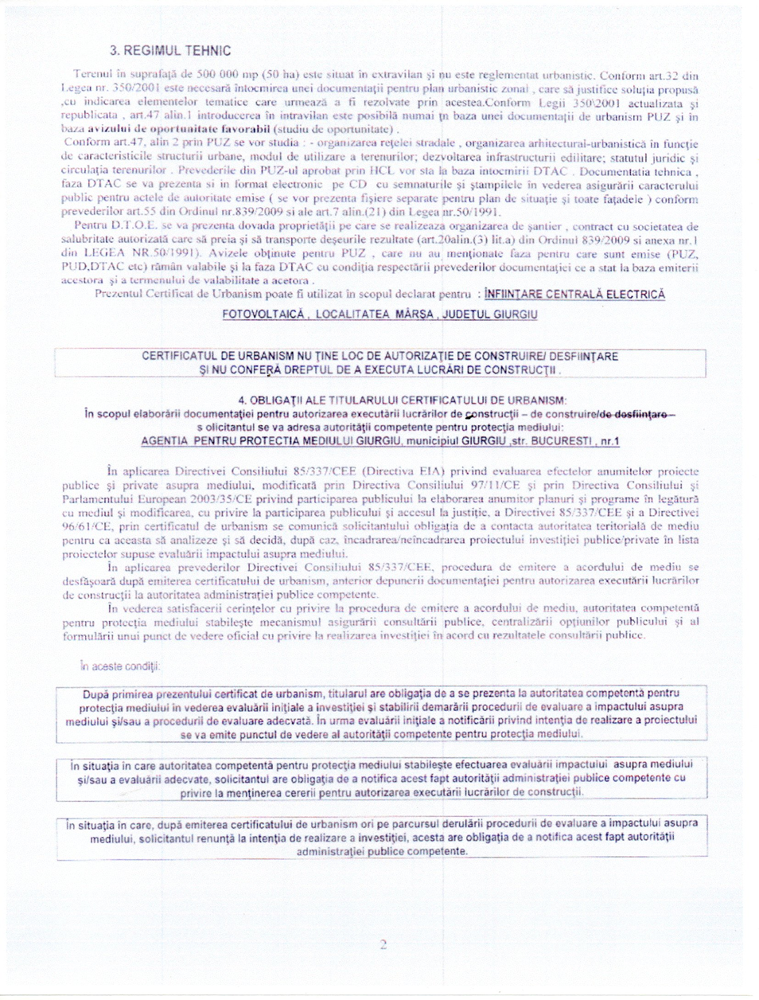 3. REGIMUL TEHNIC
Terenul în suprafaţă de 500 000 mp (50 ha) este situat în extravilan şi nu este reglementat urbanistic. Conform art.32 din
Legea nr. 350/2001 este necesară întocmirea unei documentaţii pentru plan urbanistic zonal , care să justifice soluţia propusă
,cu indicarea elementelor tematice care urmează a fi rezolvate prin acestea.Conform Legii 350\2001 actualizata şi
republicata , art.47 alin.1 introducerea în intravilan este posibilă numai ţn baza unei documentaţii de urbanism PUZ şi în
baza avizului de oportunitate favorabil (studiu de oportunitate) .
Conform art.47, alin 2 prin PUZ se vor studia : - organizarea reţelei stradale , organizarea arhitectural-urbanistică în funcţie
de caracteristicile structurii urbane, modul de utilizare a terenurilor; dezvoltarea infrastructurii edilitare; statutul juridic şi
circulaţia terenurilor . Prevederile din PUZ-ul aprobat prin HCL vor sta la baza intocmirii DTAC . Documentatia tehnica ,
faza DTAC se va prezenta si in format electronic pe CD cu semnaturile şi ştampilele în vederea asigurării caracterului
public pentru actele de autoritate emise ( se vor prezenta fişiere separate pentru plan de situaţie şi toate faţadele ) conform
prevederilor art.55 din Ordinul nr.839/2009 si ale art.7 alin.(21) din Legea nr.50/1991.
Pentru D.T.O.E. se va prezenta dovada proprietăţii pe care se realizeaza organizarea de şantier , contract cu societatea de
salubritate autorizată care să preia şi să transporte deşeurile rezultate (art.20alin.(3) lit.a) din Ordinul 839/2009 si anexa nr.1
din LEGEA NR.50/1991). Avizele obţinute pentru PUZ , care nu au menţionate faza pentru care sunt emise (PUZ,
PUD,DTAC etc) rămân valabile şi la faza DTAC cu condiţia respectării prevederilor documentaţiei ce a stat la baza emiterii
acestora şi a termenului de valabilitate a acetora .
Prezentul Certificat de Urbanism poate fi utilizat în scopul declarat pentru : ÎNFIINŢARE CENTRALĂ ELECTRICĂ
FOTOVOLTAICĂ , LOCALITATEA MÂRŞA , JUDEŢUL GIURGIU
CERTIFICATUL DE URBANISM NU ŢINE LOC DE AUTORIZAŢIE DE CONSTRUIRE/ DESFIINŢARE
ŞI NU CONFERĂ DREPTUL DE A EXECUTA LUCRĂRI DE CONSTRUCŢII .
4. OBLIGAŢII ALE TITULARULUI CERTIFICATULUI DE URBANISM:
În scopul elaborării documentaţiei pentru autorizarea executării lucrărilor de construcţii – de construire/de desfiinţare –
s olicitantul se va adresa autorităţii competente pentru protecţia mediului:
AGENTIA PENTRU PROTECTIA MEDIULUI GIURGIU, municipiul GIURGIU ,str. BUCURESTI , nr.1
În aplicarea Directivei Consiliului 85/337/CEE (Directiva EIA) privind evaluarea efectelor anumitelor proiecte
publice şi private asupra mediului, modificată prin Directiva Consiliului 97/11/CE şi prin Directiva Consiliului şi
Parlamentului European 2003/35/CE privind participarea publicului la elaborarea anumitor planuri şi programe în legătură
cu mediul şi modificarea, cu privire la participarea publicului şi accesul la justiţie, a Directivei 85/337/CEE şi a Directivei
96/61/CE, prin certificatul de urbanism se comunică solicitantului obligaţia de a contacta autoritatea teritorială de mediu
pentru ca aceasta să analizeze şi să decidă, după caz, încadrarea/neîncadrarea proiectului investiţiei publice/private în lista
proiectelor supuse evaluării impactului asupra mediului.
În aplicarea prevederilor Directivei Consiliului 85/337/CEE, procedura de emitere a acordului de mediu se
desfăşoară după emiterea certificatului de urbanism, anterior depunerii documentaţiei pentru autorizarea executării lucrărilor
de construcţii la autoritatea administraţiei publice competente.
În vederea satisfacerii cerinţelor cu privire la procedura de emitere a acordului de mediu, autoritatea competentă
pentru protecţia mediului stabileşte mecanismul asigurării consultării publice, centralizării opţiunilor publicului şi al
formulării unui punct de vedere oficial cu privire la realizarea investiţiei în acord cu rezultatele consultării publice.
În aceste condiţii:
După primirea prezentului certificat de urbanism, titularul are obligaţia de a se prezenta la autoritatea competentă pentru
protecţia mediului în vederea evaluării iniţiale a investiţiei şi stabilirii demarării procedurii de evaluare a impactului asupra
mediului şi/sau a procedurii de evaluare adecvată. În urma evaluării iniţiale a notificării privind intenţia de realizare a proiectului
se va emite punctul de vedere al autorităţii competente pentru protecţia mediului.
În situaţia în care autoritatea competentă pentru protecţia mediului stabileşte efectuarea evaluării impactului asupra mediului
şi/sau a evaluării adecvate, solicitantul are obligaţia de a notifica acest fapt autorităţii administraţiei publice competente cu
privire la menţinerea cererii pentru autorizarea executării lucrărilor de construcţii.
În situaţia în care, după emiterea certificatului de urbanism ori pe parcursul derulării procedurii de evaluare a impactului asupra
mediului, solicitantul renunţă la intenţia de realizare a investiţiei, acesta are obligaţia de a notifica acest fapt autorităţii
administraţiei publice competente.
2